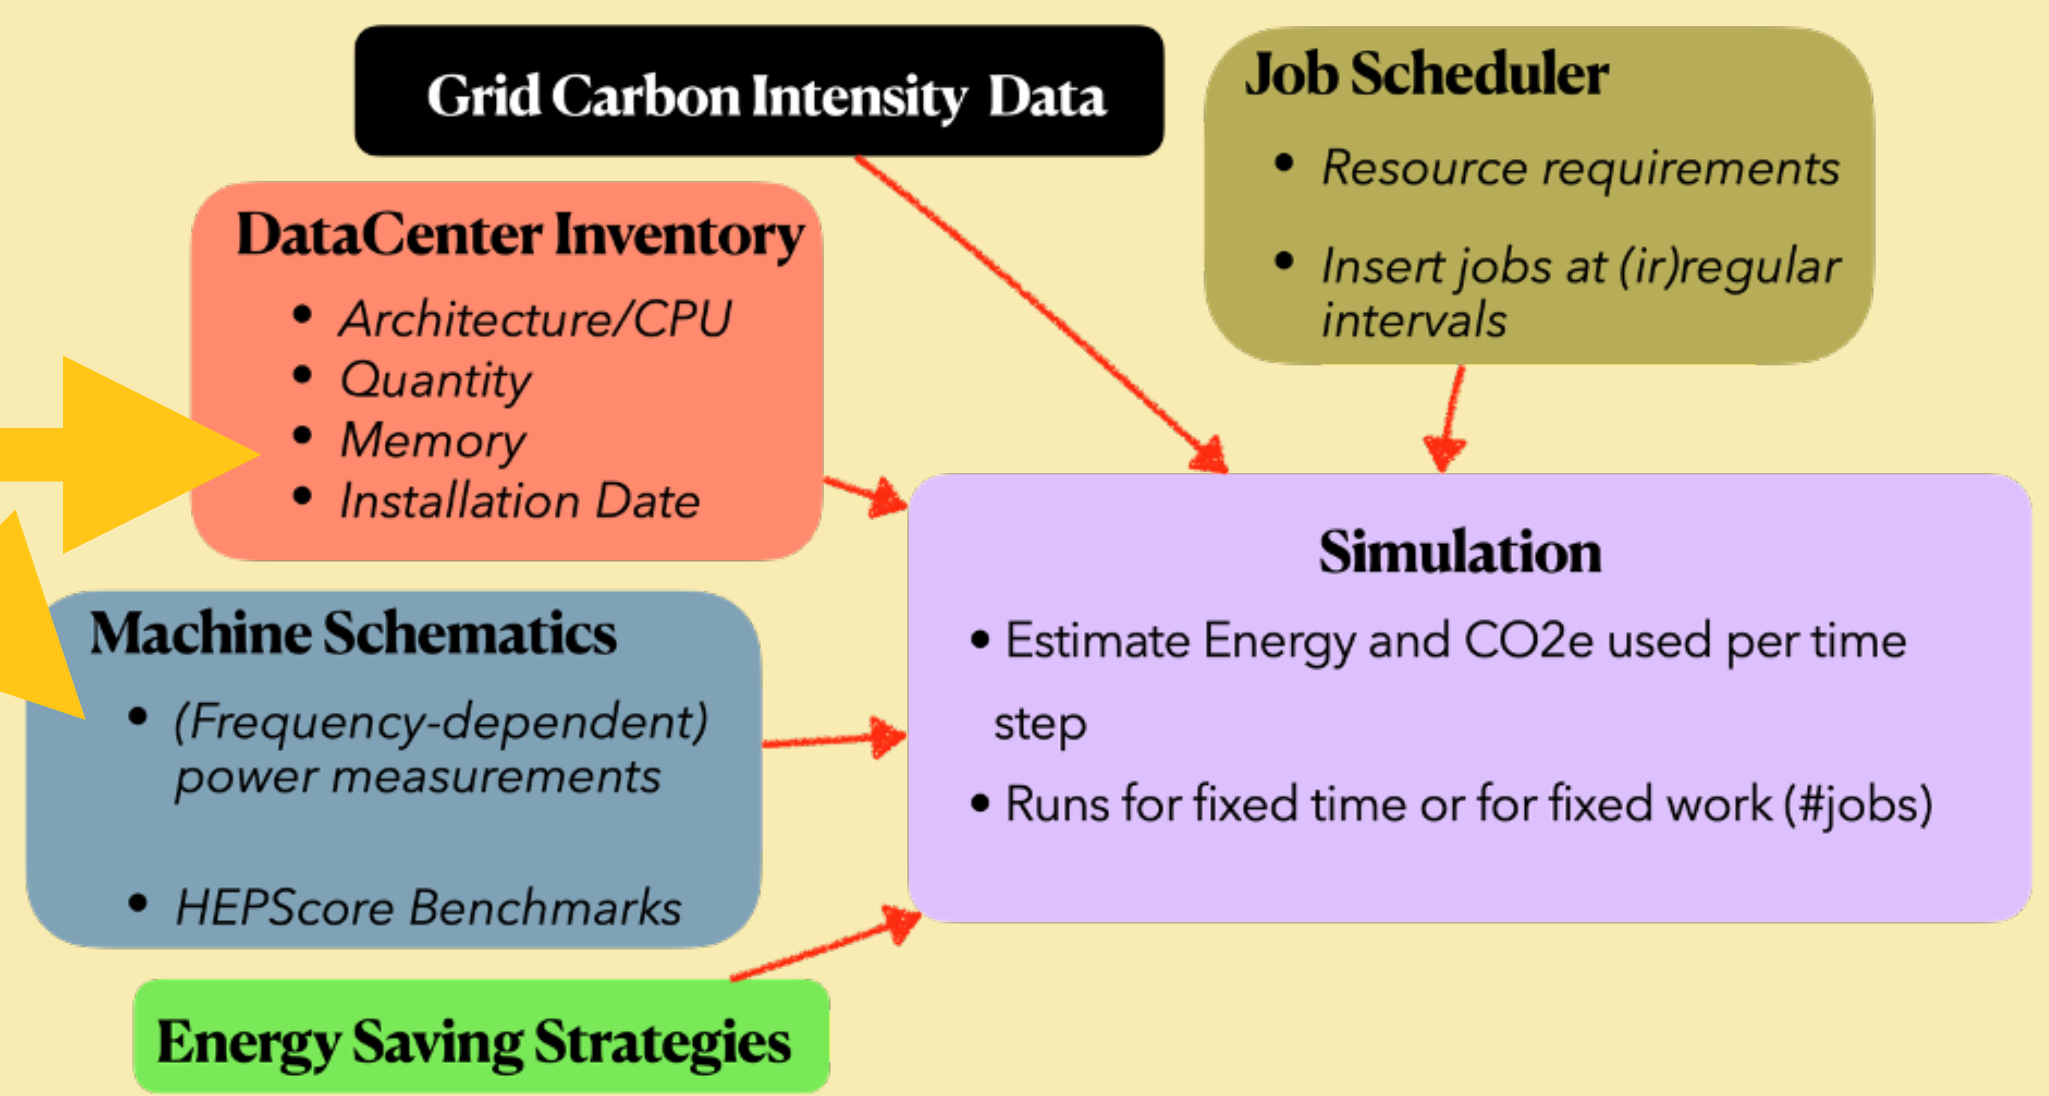 Grid Carbon Intensity Data
Job Scheduler
• Resource requirements
• Insert jobs at (ir)regular
intervals
DataCenter Inventory
• Architecture/CPU
• Quantity
• Memory
• Installation Date
Machine Schematics
• (Frequency-dependent)
power measurements
• HEPScore Benchmarks
Energy Saving Strategies
Simulation
• Estimate Energy and CO2e used per time
step
• Runs for fixed time or for fixed work (#jobs)